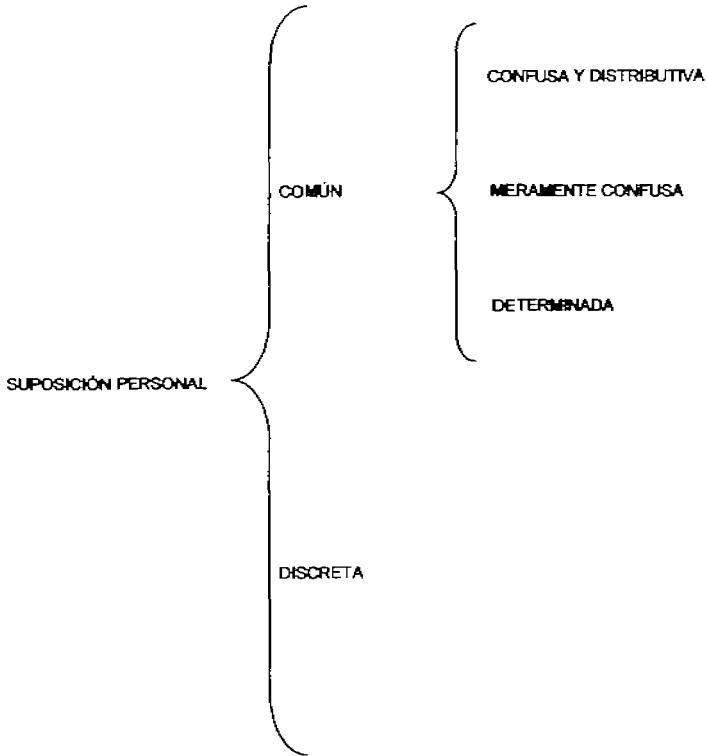 CONFUSA Y DISTRIBUTIVA
COMÚN
MERAMENTE CONFUSA
DETERMINADA
SUPOSICIÓN PERSONAL
DISCRETA